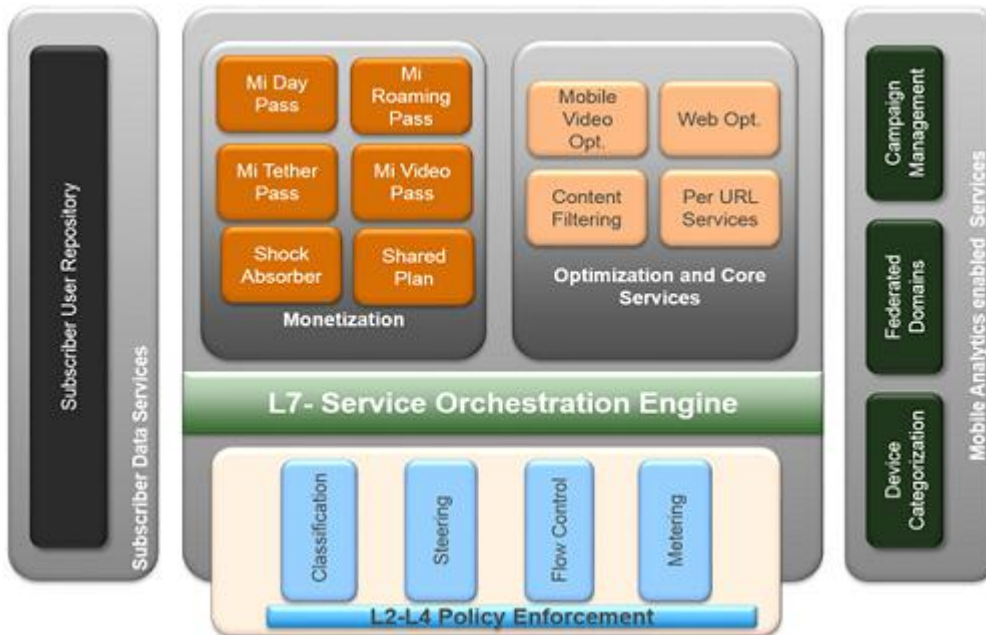 Subscriber User Repository
Subscriber Data Services
Mi Day
Pass
Mi
Roaming
Pass
Mi Tether
Pass
Mi Video
Pass
Shock
Absorber
Shared
Plan
Monetization
Mobile
Video
Opt.
Web Opt.
Content
Filtering
Per URL
Services
Optimization and Core
Services
L7- Service Orchestration Engine
Classification
Steering
Flow Control
Metering
L2-L4 Policy Enforcement
Campaign
Management
Federated
Domains
Device
Categorization
Mobile Analytics enabled Services